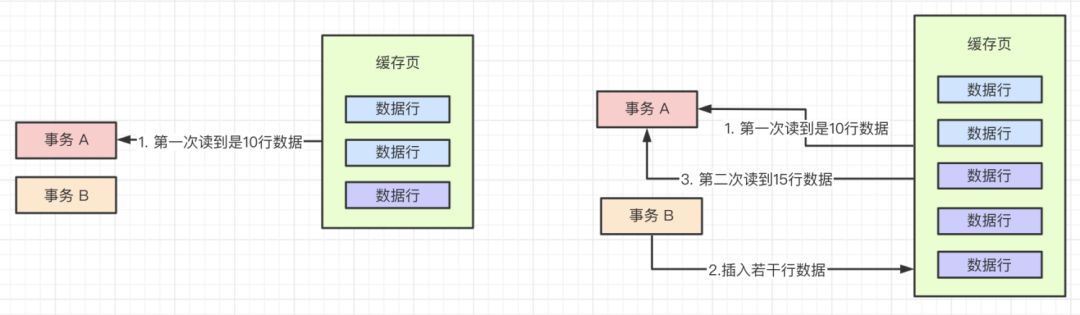 缓存页
数据行
数据行
数据行
事务 A
1. 第一次读到是10行数据
事务 B
缓存页
数据行
数据行
数据行
数据行
数据行
事务 A
1. 第一次读到是10行数据
3. 第二次读到15行数据
事务 B
2.插入若干行数据